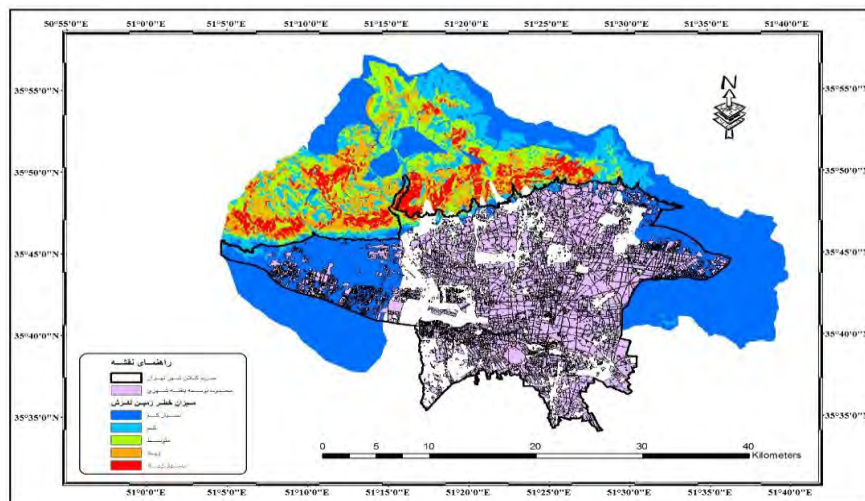 50°55'0"E 51°0'0"E 51°5'0"E 51°10'0"E 51°15'0"E 51°20'0"E 51°25'0"E 51°30'0"E 51°35'0"E 51°40'0"E
N
35°55'0"N 35°55'0"N
35°50'0"N 35°50'0"N
35°45'0"N 35°45'0"N
35°40'0"N 35°40'0"N
35°35'0"N 35°35'0"N
راهنمای نقشه
میزان خطر زمین لغزش
بسیار کم
کم
متوسط
زیاد
بسیار زیاد
0 5 10 20 30 40
Kilometers
51°0'0"E 51°5'0"E 51°10'0"E 51°15'0"E 51°20'0"E 51°25'0"E 51°30'0"E 51°35'0"E 51°40'0"E